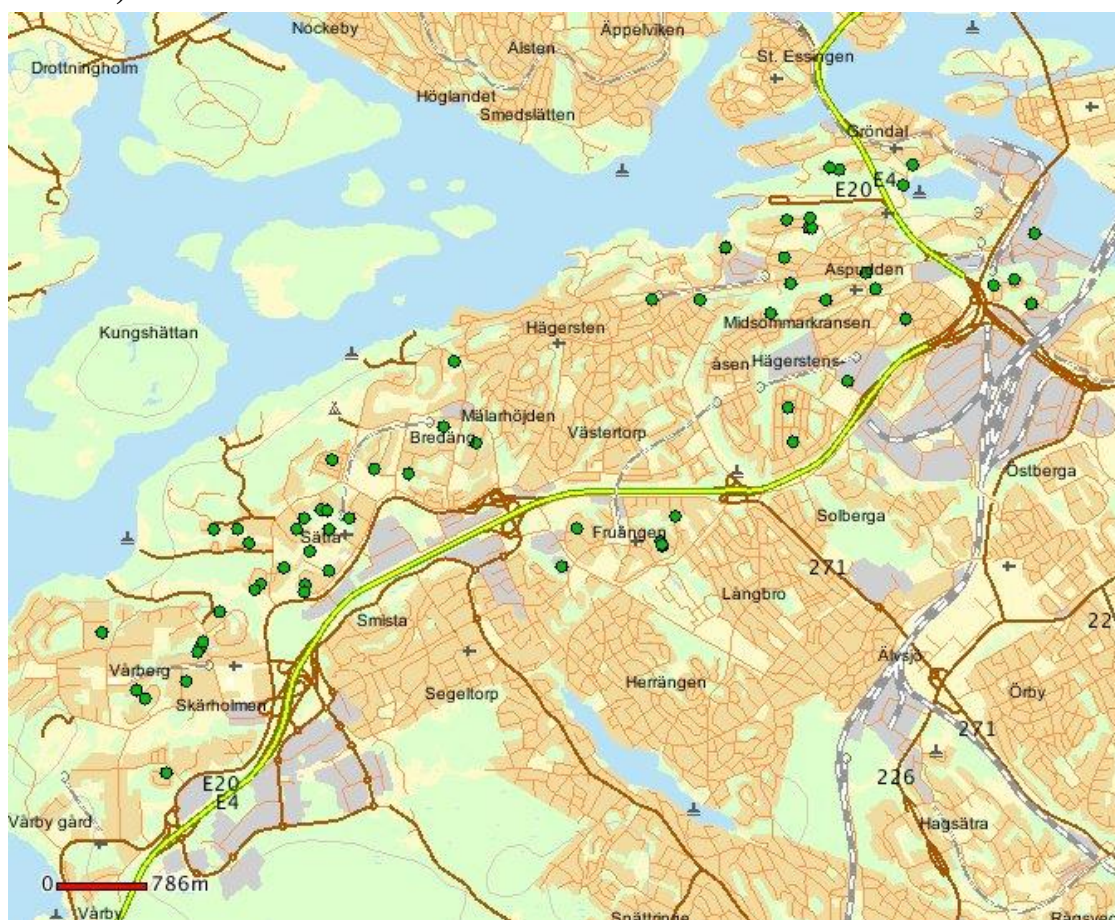 Nockeby
Äppelviken
Ålsten
Drottningholm
St. Essingen
Höglandet
Smedslätten
Gröndal
E4
E20
Aspudden
Kungshättan
Hägersten
Midsommarkransen
åsen
Hägerstens-
Mälarhöjden
Bredäng
Västertorp
Östberga
Solberga
Sätra
Fruängen
271
Långbro
Smista
229
Älvsjö
Vårberg
Herrängen
Segeltorp
Örby
Skärholmen
271
226
E20
E4
Vårby gård
Hagsätra
0 786m
Vårby